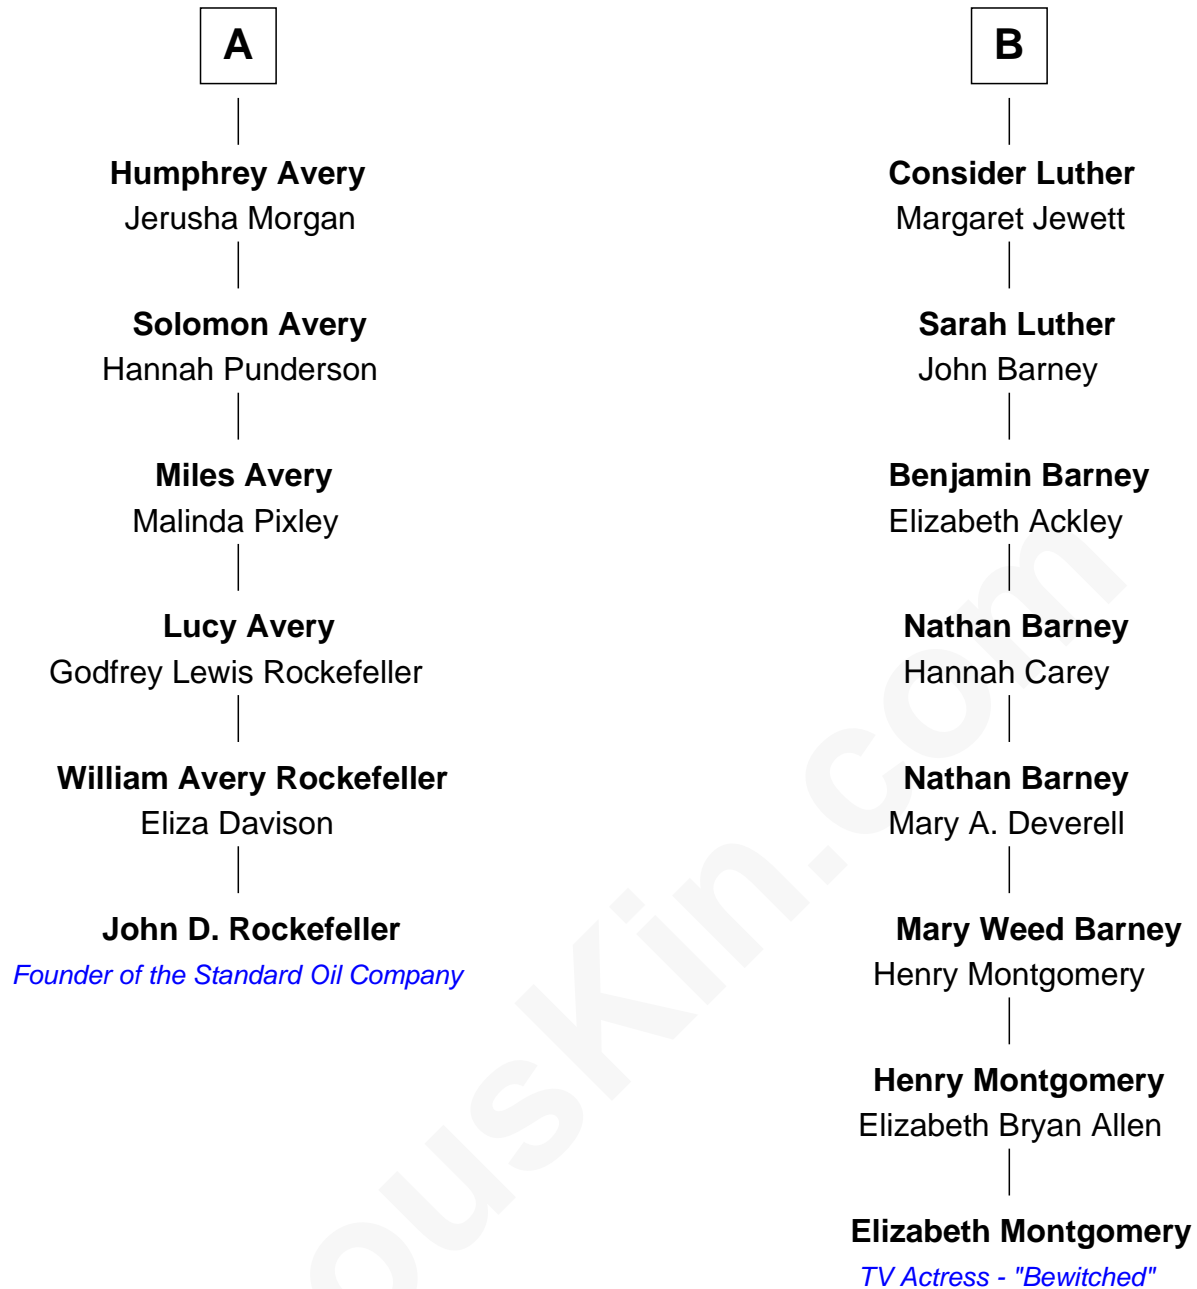 A
Humphrey Avery
Jerusha Morgan
Solomon Avery
Hannah Punderson
Miles Avery
Malinda Pixley
Lucy Avery
Godfrey Lewis Rockefeller
William Avery Rockefeller
Eliza Davison
John D. Rockefeller
Founder of the Standard Oil Company
B
Consider Luther
Margaret Jewett
Sarah Luther
John Barney
Benjamin Barney
Elizabeth Ackley
Nathan Barney
Hannah Carey
Nathan Barney
Mary A. Deverell
Mary Weed Barney
Henry Montgomery
Henry Montgomery
Elizabeth Bryan Allen
Elizabeth Montgomery
TV Actress - "Bewitched"
ousKin.com